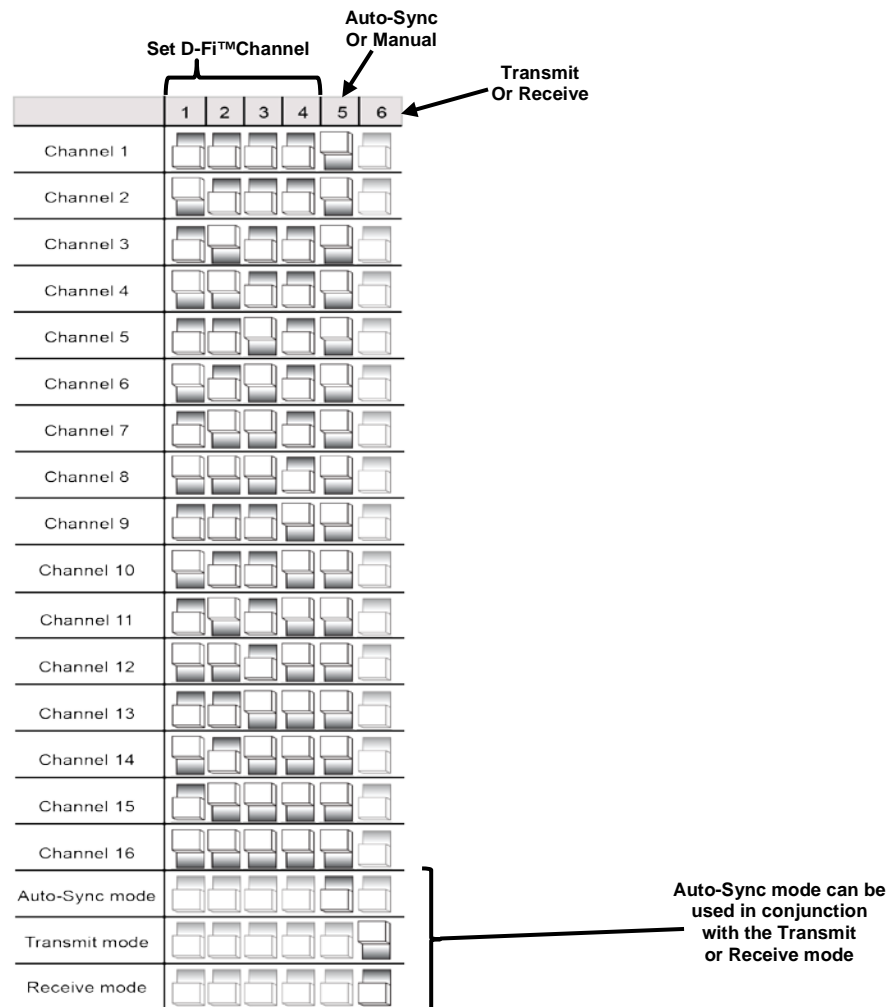 Auto-Sync
Or Manual
Set D-Fi™Channel
Transmit
Or Receive
1 2 3 4 5 6
Channel 1
Channel 2
Channel 3
Channel 4
Channel 5
Channel 6
Channel 7
Channel 8
Channel 9
Channel 10
Channel 11
Channel 12
Channel 13
Channel 14
Channel 15
Channel 16
Auto-Sync mode
Transmit mode
Receive mode
Auto-Sync mode can be
used in conjunction
with the Transmit
or Receive mode